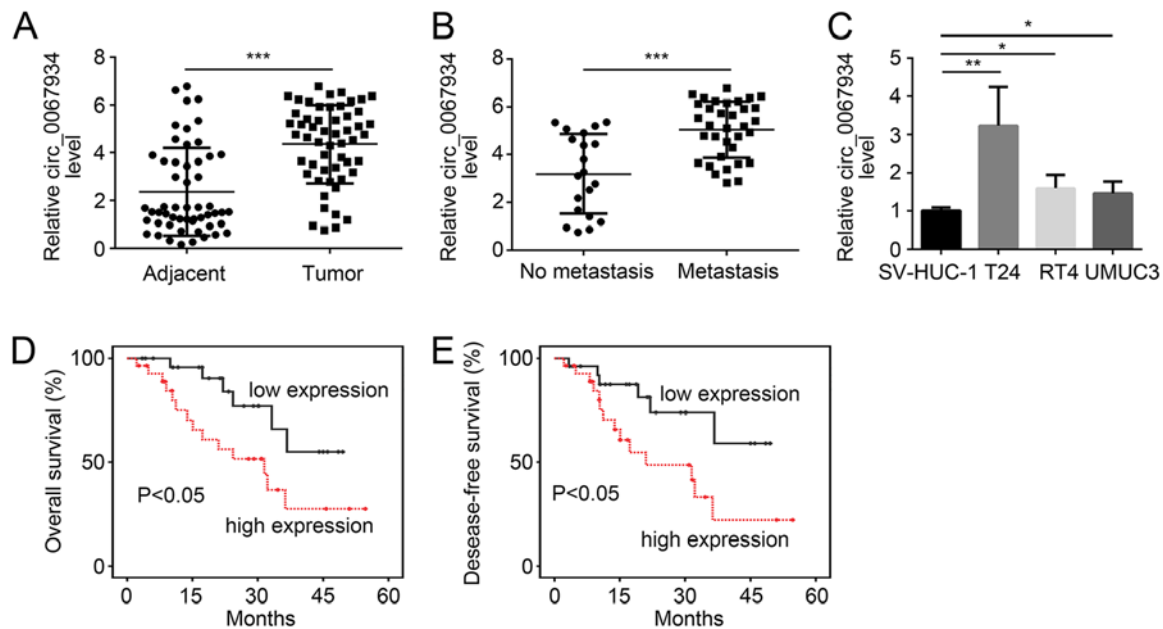 A
Relative circ_0067934
level
8
6
4
2
0
***
Adjacent
Tumor
B
Relative circ_0067934
level
8
6
4
2
0
***
No metastasis
Metastasis
C
Relative circ_0067934
level
5
4
3
2
1
0
*
*
**
SV-HUC-1 T24 RT4 UMUC3
D
Overall survival (%)
100
50
0
low expression
P<0.05
high expression
0 15 30 45 60
Months
E
Desease-free survival (%)
100
50
0
low expression
P<0.05
high expression
0 15 30 45 60
Months